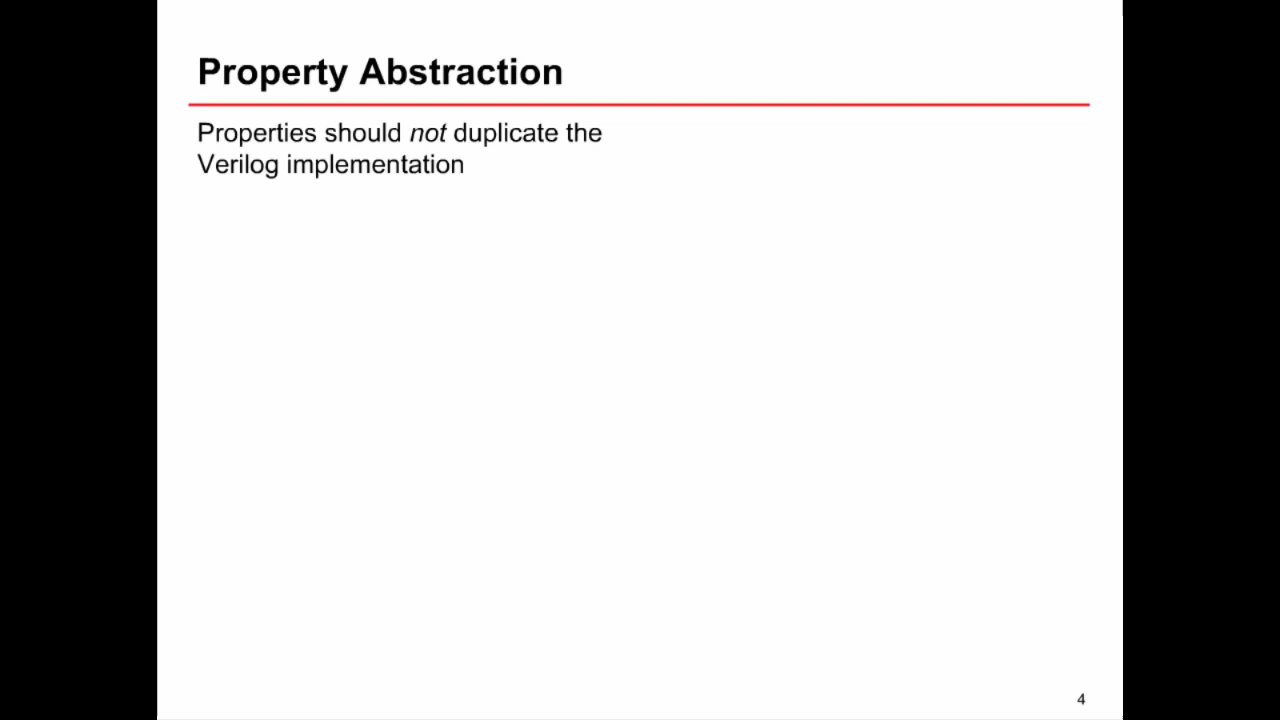 Property Abstraction
Properties should not duplicate the
Verilog implementation
4